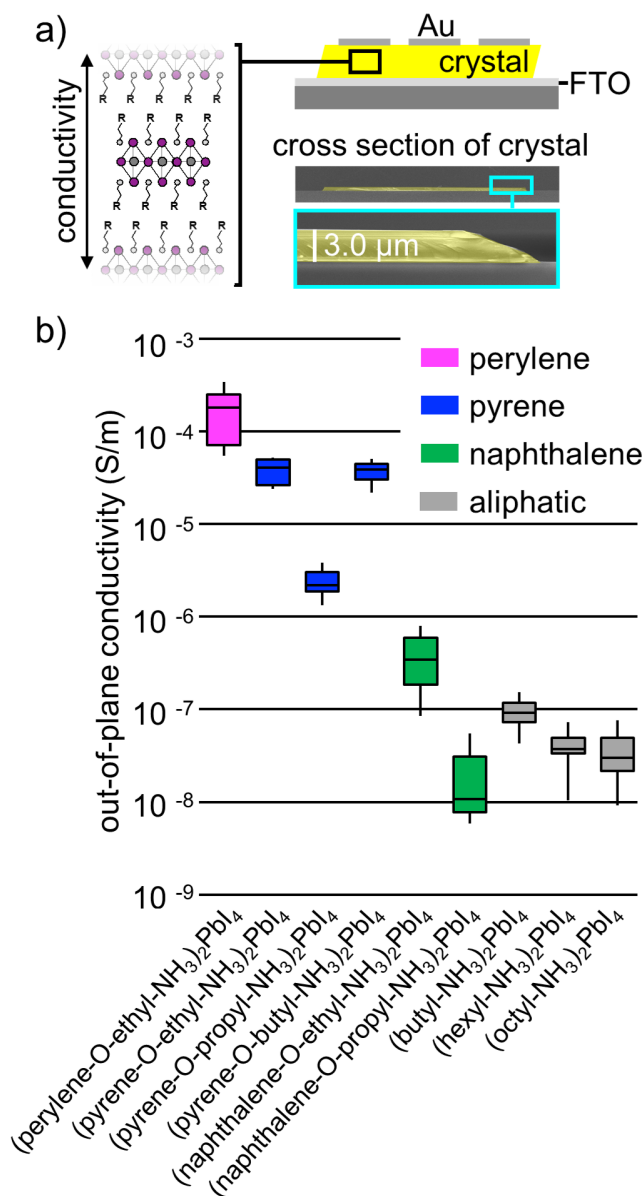 a)
conductivity
R R R R
R R R R
R R R R
R R R R
Au
crystal
FTO
cross section of crystal
3.0 μm
b)
out-of-plane conductivity (S/m)
10 -3
10 -4
10 -5
10 -6
10 -7
10 -8
10 -9
perylene
pyrene
naphthalene
aliphatic
(perylene-O-ethyl-NH3)2PbI4
(pyrene-O-ethyl-NH3)2PbI4
(pyrene-O-propyl-NH3)2PbI4
(pyrene-O-butyl-NH3)2PbI4
(naphthalene-O-ethyl-NH3)2PbI4
(naphthalene-O-propyl-NH3)2PbI4
(butyl-NH3)2PbI4
(hexyl-NH3)2PbI4
(octyl-NH3)2PbI4